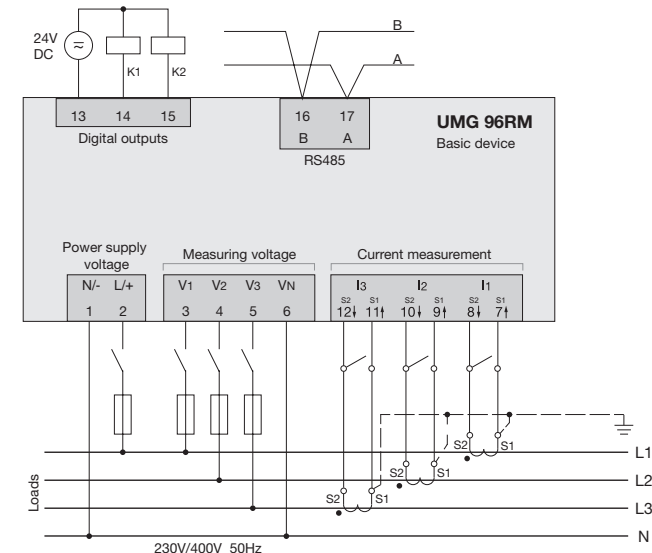 24V
DC
K1
K2
B
A
13 14 15
Digital outputs
16 17
B A
RS485
UMG 96RM
Basic device
Power supply
voltage
Measuring voltage
Current measurement
N/- L/+
V1 V2 V3 VN
I3 I2 I1
S2 S1 S2 S1 S2 S1
1 2
3 4 5 6
12 11 10 9 8 7
S2 S1
L1
S2 S1
L2
S2 S1
L3
Loads
N
230V/400V 50Hz